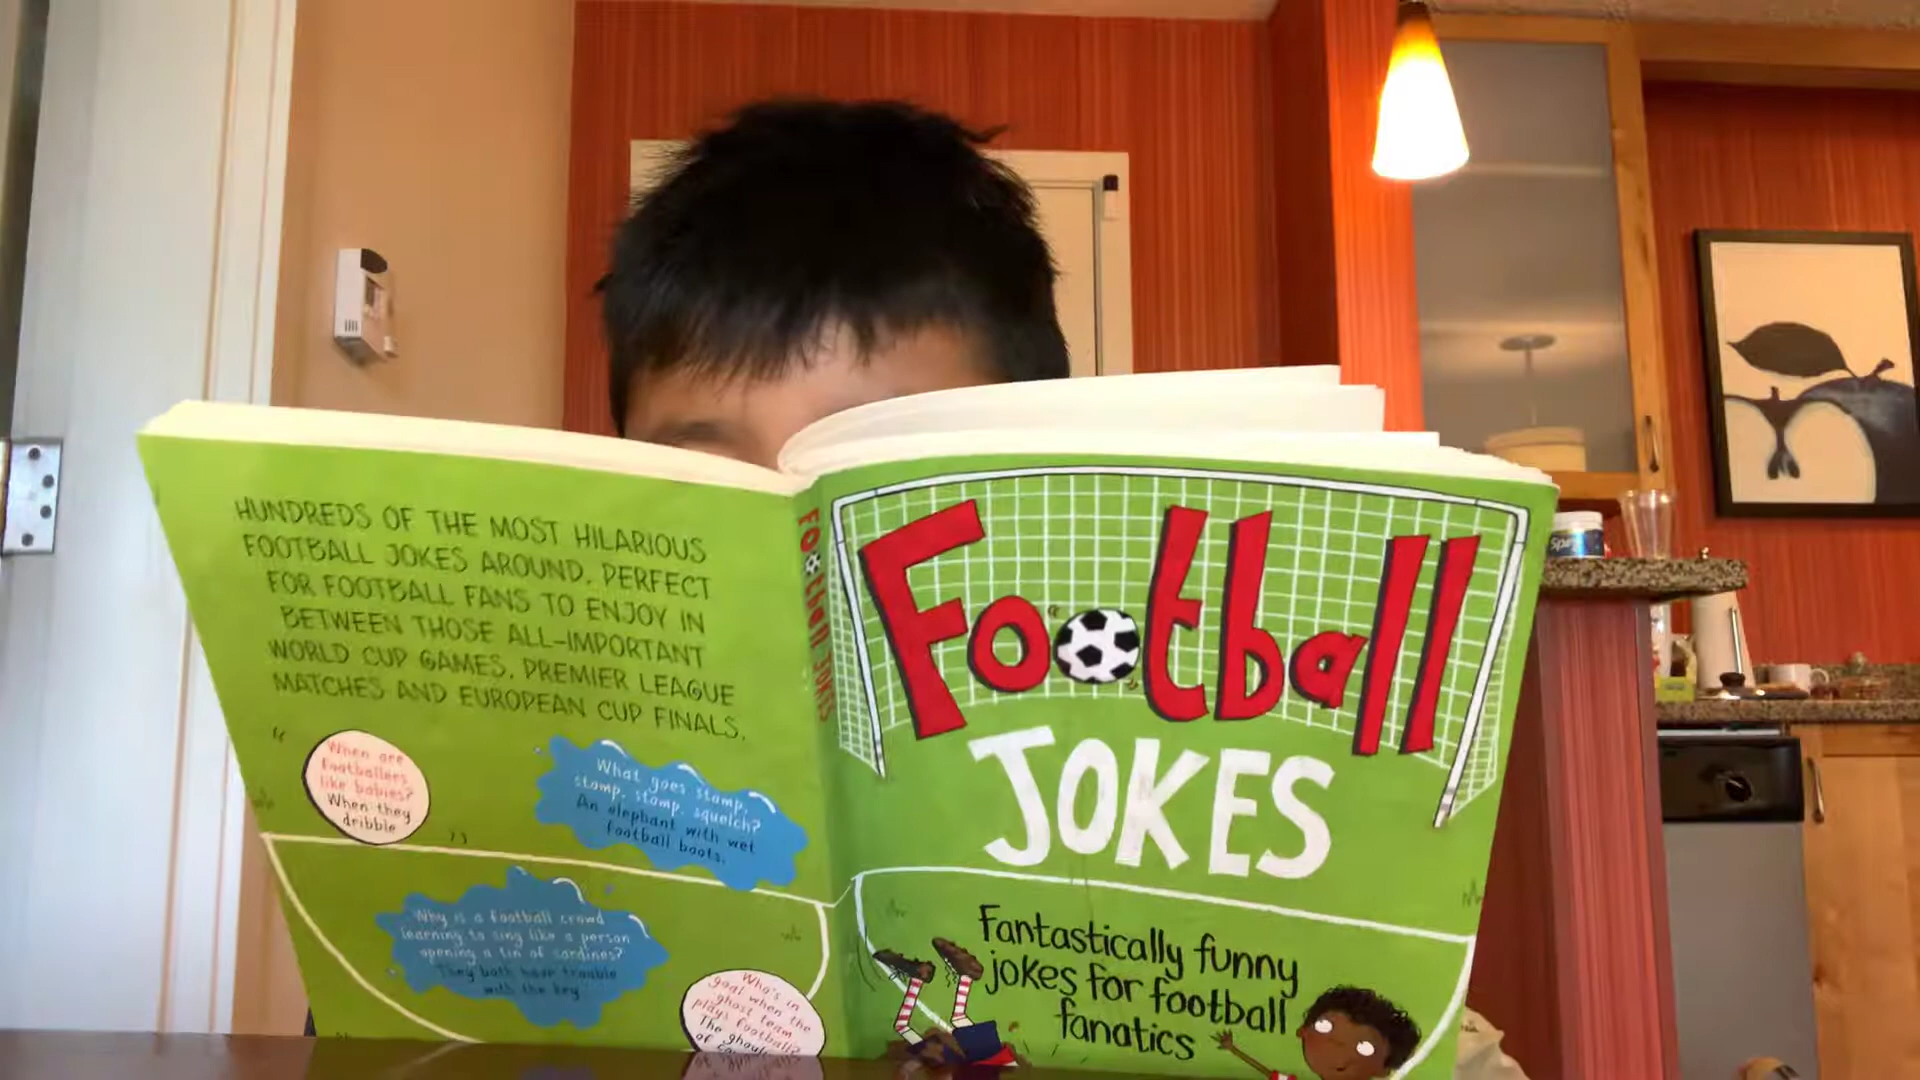 HUNDREDS OF THE MOST HILARIOUS
FOOTBALL JOKES AROUND. PERFECT
FOR FOOTBALL FANS TO ENJOY IN
BETWEEN THOSE ALL-IMPORTANT
WORLD CUP GAMES, PREMIER LEAGUE
MATCHES AND EUROPEAN CUP FINALS.
When are
footballers
like babies?
When they
dribble
What goes stomp,
stomp, stomp, squelch?
An elephant with wet
football boots.
Why is a football crowd
learning to sing like a person
opening a tin of sardines?
They both have trouble
with the key.
Who's in
goal when the
ghost team
plays football?
The ghoulie
of
Football JOKES
Football
JOKES
Fantastically funny
jokes for football
fanatics